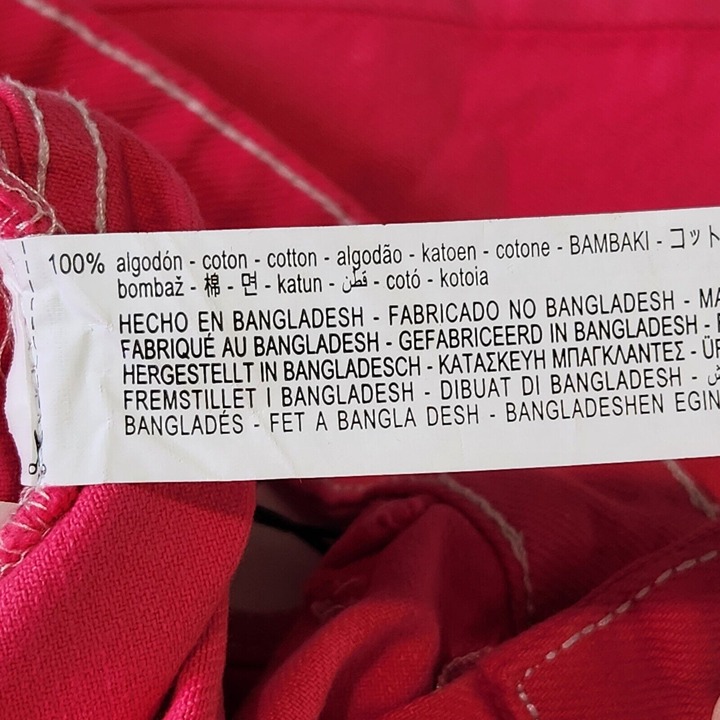 100% algodón - coton - cotton - algodão - katoen - cotone - BAMBAKI - コット
bombaž - 棉 - 면 - katun - قطن - cotó - kotoia
HECHO EN BANGLADESH - FABRICADO NO BANGLADESH - MA
FABRIQUÉ AU BANGLADESH - GEFABRICEERD IN BANGLADESH -
HERGESTELLT IN BANGLADESCH - ΚΑΤΑΣΚΕΥΗ ΜΠΑΓΚΛΑΝΤΕΣ - ÜR
FREMSTILLET I BANGLADESH - DIBUAT DI BANGLADESH -
BANGLADÉS - FET A BANGLA DESH - BANGLADESHEN EGIN